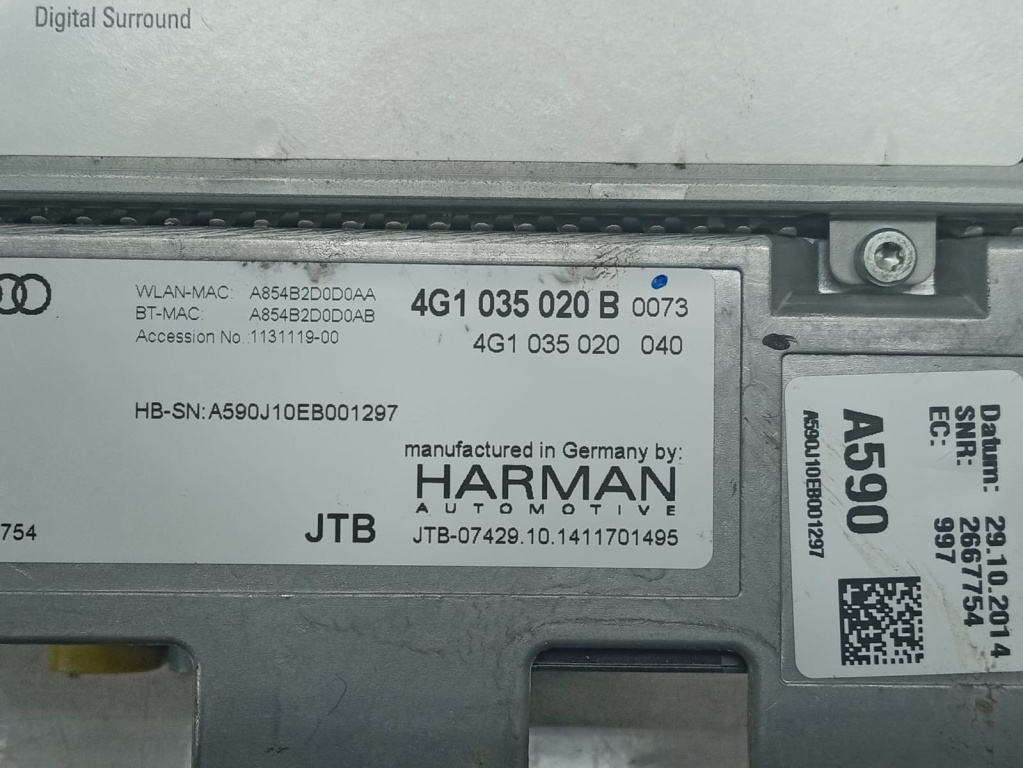 Digital Surround
WLAN-MAC: A854B2D0D0AA
BT-MAC: A854B2D0D0AB
Accession No.:1131119-00
4G1 035 020 B 0073
4G1 035 020 040
HB-SN: A590J10EB001297
manufactured in Germany by:
HARMAN
AUTOMOTIVE
754
JTB
JTB-07429.10.1411701495
Datum: 29.10.2014
SNR: 2667754
EC: 997
A590
A590J10EB001297